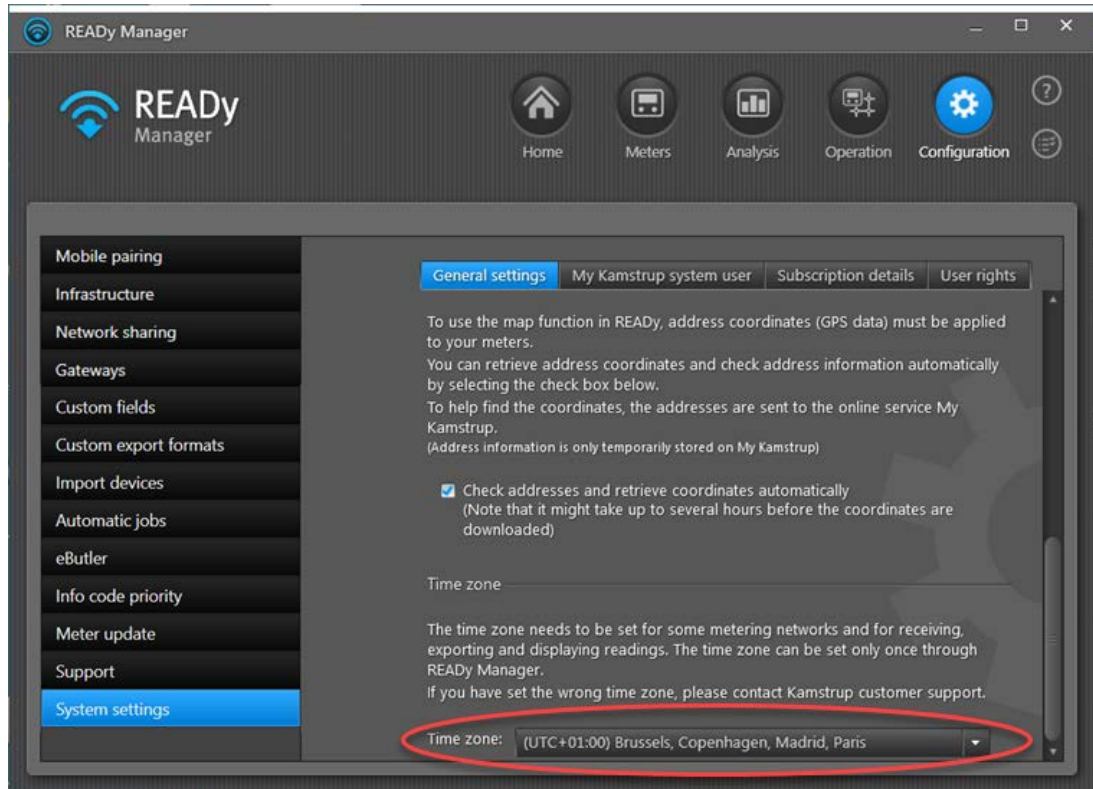 READy Manager
READy
Manager
Home
Meters
Analysis
Operation
Configuration
?
Mobile pairing
Infrastructure
Network sharing
Gateways
Custom fields
Custom export formats
Import devices
Automatic jobs
eButler
Info code priority
Meter update
Support
System settings
General settings
My Kamstrup system user
Subscription details
User rights
To use the map function in READy, address coordinates (GPS data) must be applied
to your meters.
You can retrieve address coordinates and check address information automatically
by selecting the check box below.
To help find the coordinates, the addresses are sent to the online service My
Kamstrup.
(Address information is only temporarily stored on My Kamstrup)
Check addresses and retrieve coordinates automatically
(Note that it might take up to several hours before the coordinates are
downloaded)
Time zone
The time zone needs to be set for some metering networks and for receiving,
exporting and displaying readings. The time zone can be set only once through
READy Manager.
If you have set the wrong time zone, please contact Kamstrup customer support.
Time zone: (UTC+01:00) Brussels, Copenhagen, Madrid, Paris